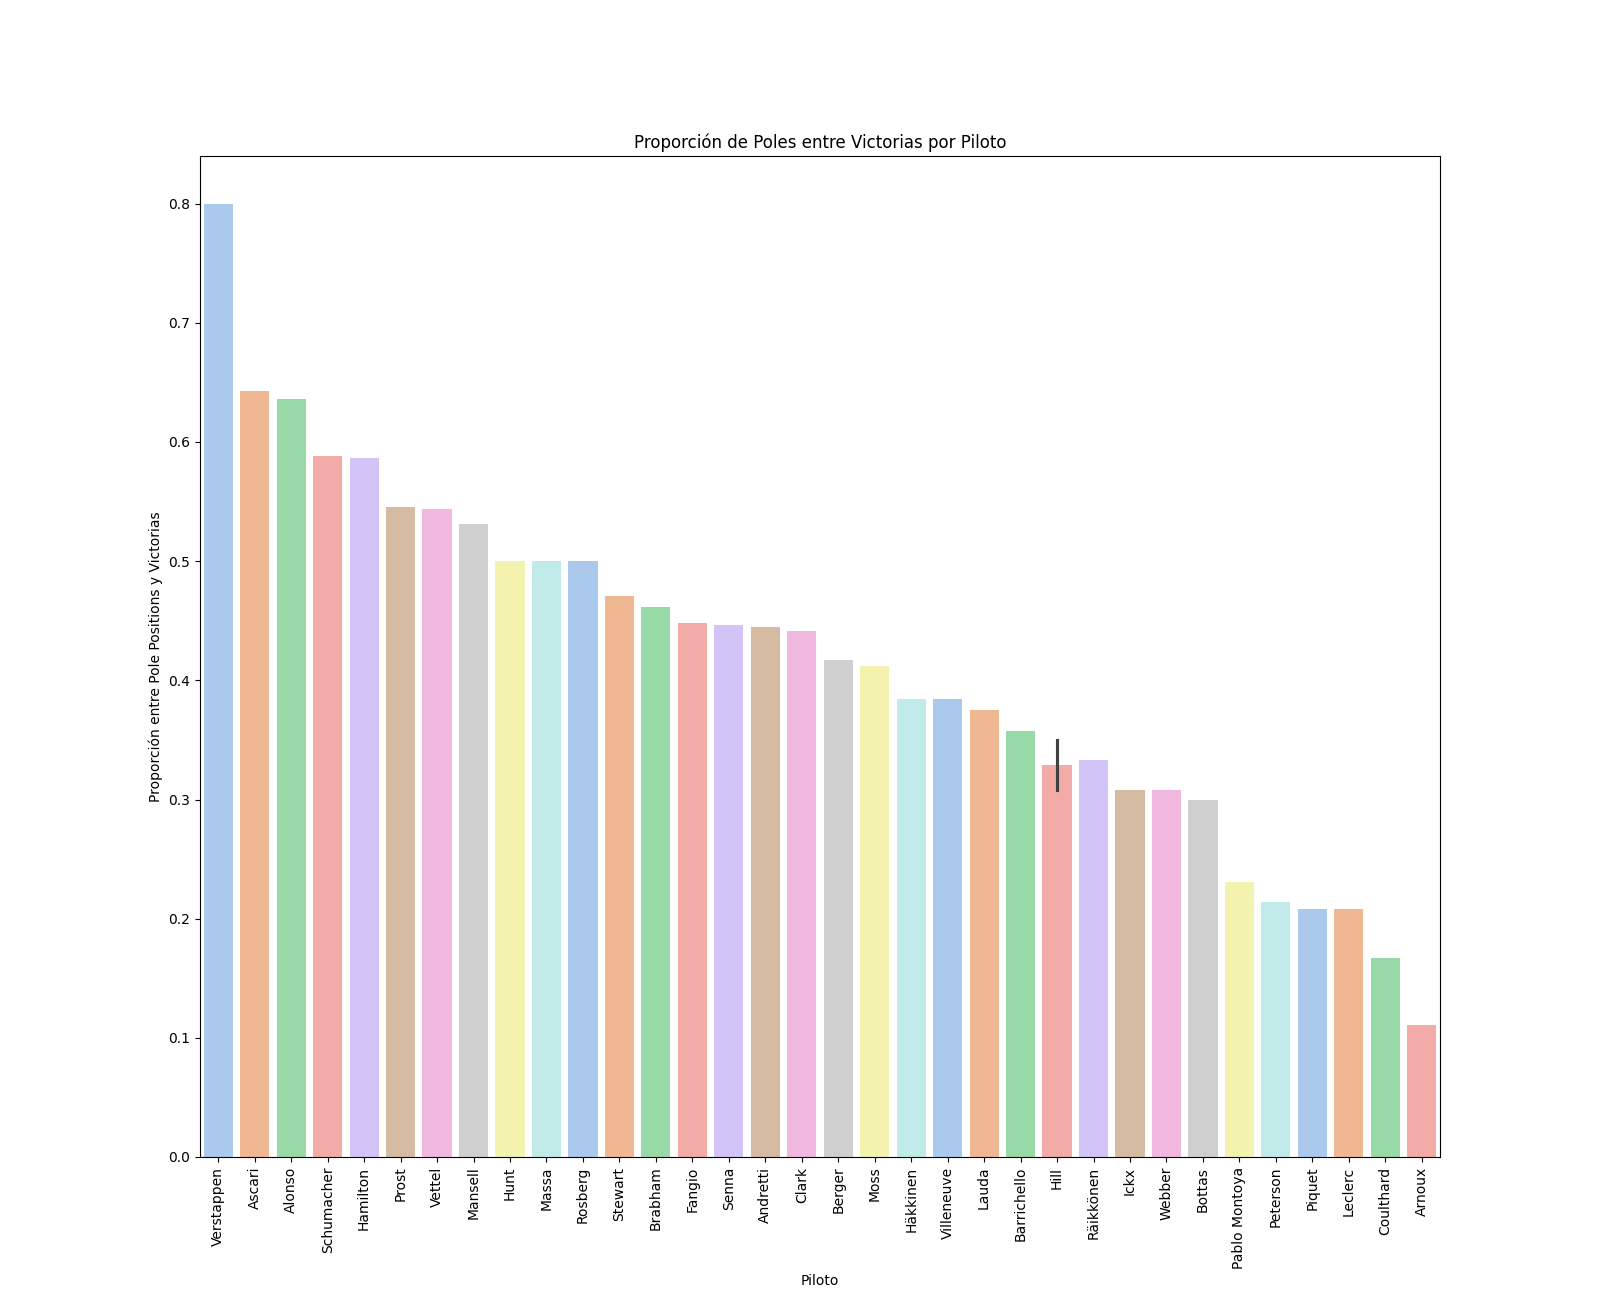 Proporción de Poles entre Victorias por Piloto
Proporción entre Pole Positions y Victorias
0.8
0.7
0.6
0.5
0.4
0.3
0.2
0.1
0.0
Verstappen
Ascari
Alonso
Schumacher
Hamilton
Prost
Vettel
Mansell
Hunt
Massa
Rosberg
Stewart
Brabham
Fangio
Senna
Andretti
Clark
Berger
Moss
Häkkinen
Villeneuve
Lauda
Barrichello
Hill
Räikkönen
Ickx
Webber
Bottas
Pablo Montoya
Peterson
Piquet
Leclerc
Coulthard
Arnoux
Piloto